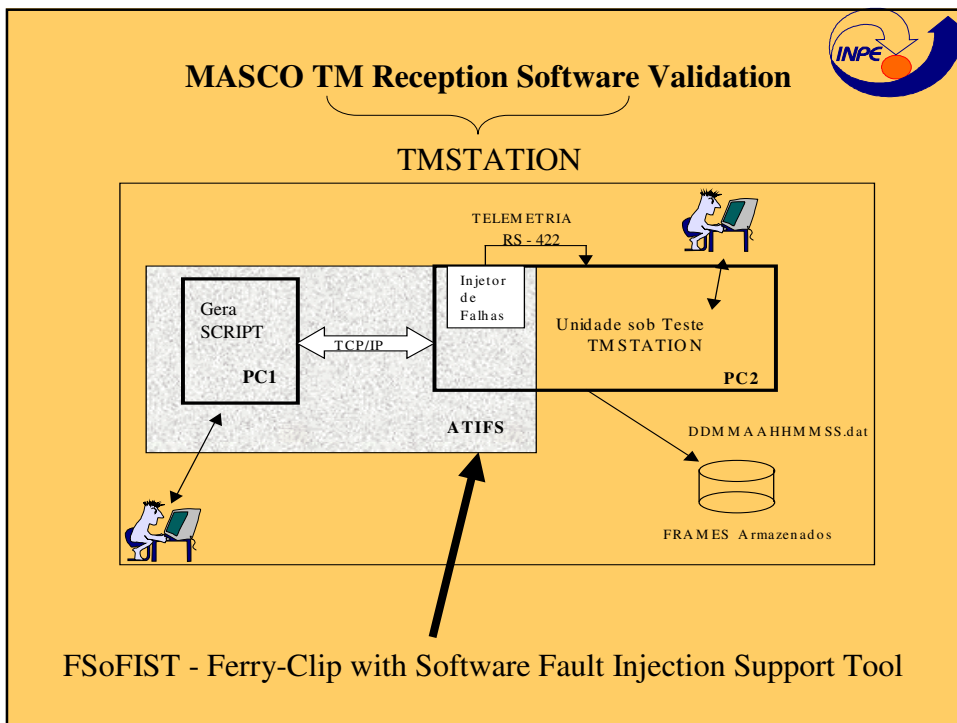 INPE
MASCO TM Reception Software Validation
TMSTATION
TELEMETRIA
RS - 422
Injetor
de
Falhas
Gera
SCRIPT
PC1
TCP/IP
Unidade sob Teste
TMSTATION
PC2
ATIFS
DDMMAAHHMMSS.dat
FRAMES Armazenados
FSoFIST - Ferry-Clip with Software Fault Injection Support Tool